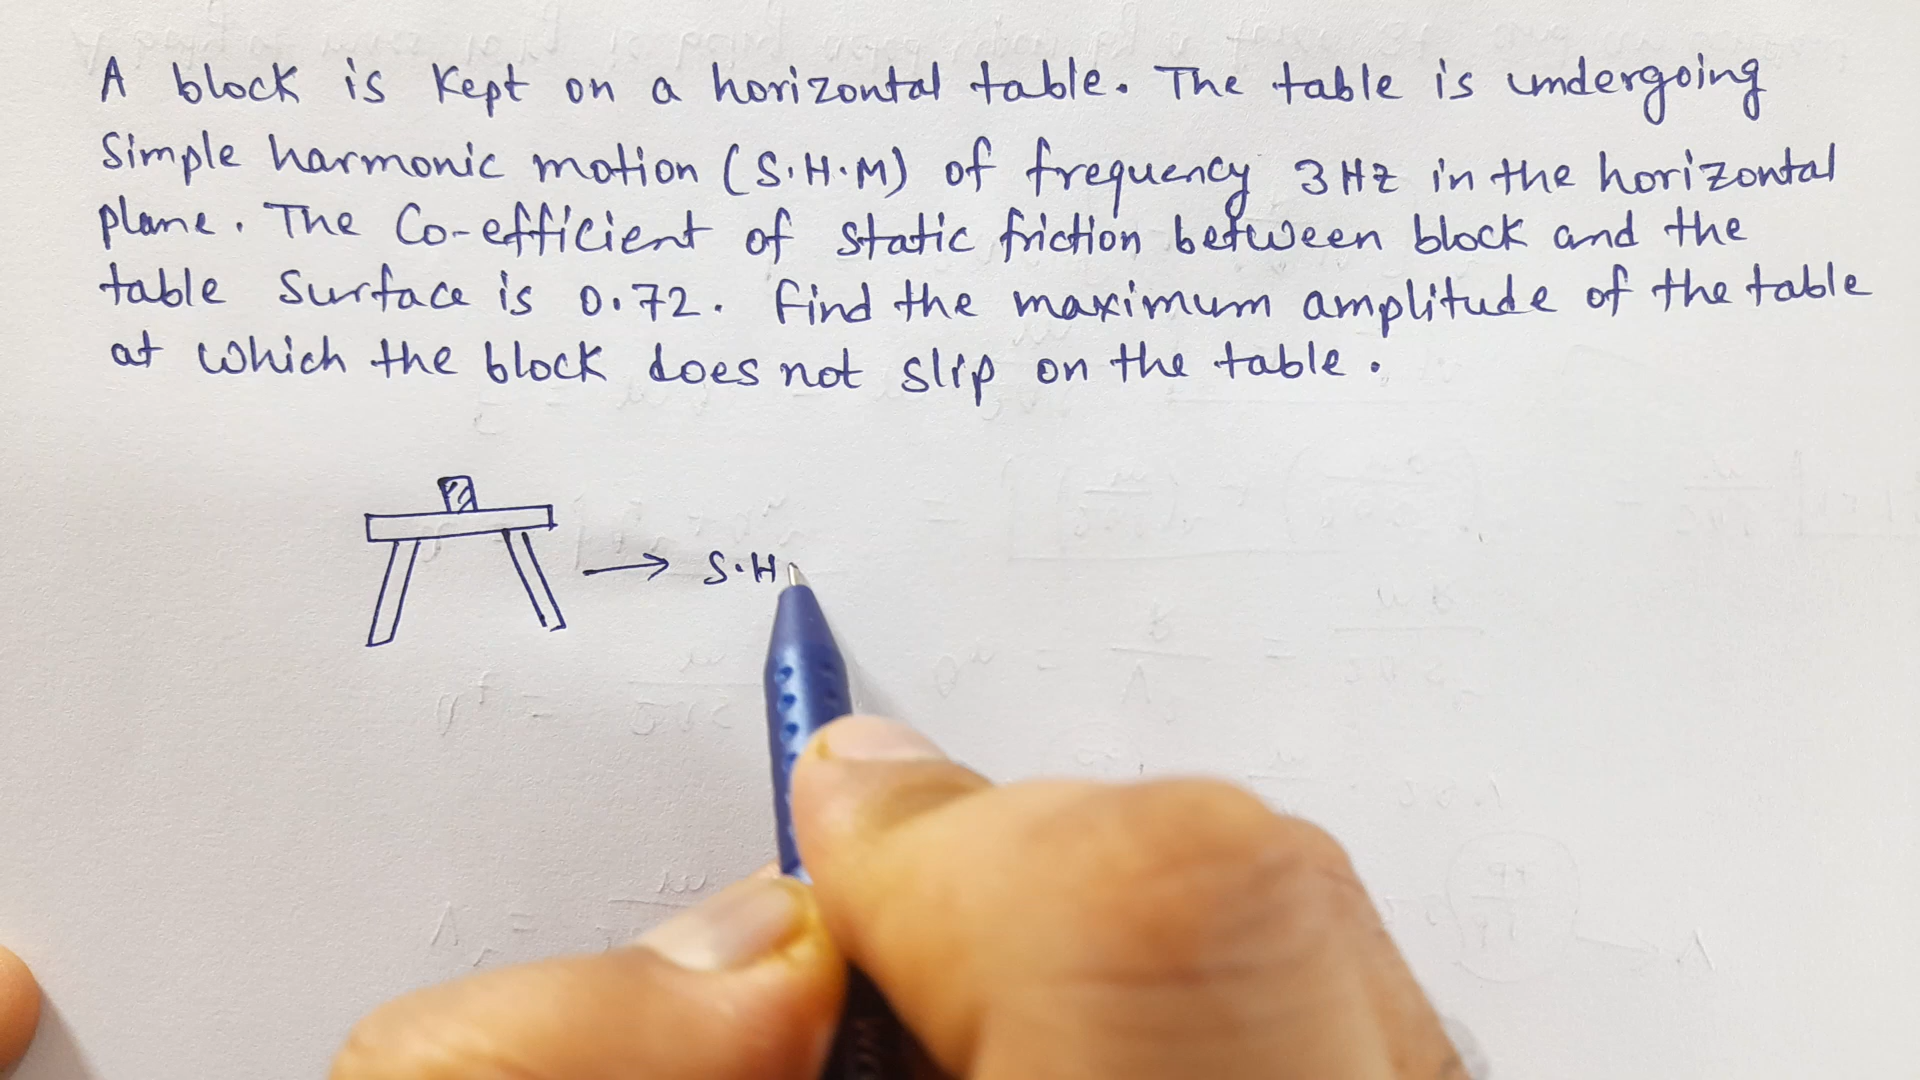 A block is kept on a horizontal table. The table is undergoing
Simple harmonic motion (S.H.M) of frequency 3 Hz in the horizontal
plane. The Co-efficient of static friction between block and the
table Surface is 0.72. Find the maximum amplitude of the table
at which the block does not slip on the table.
S.H